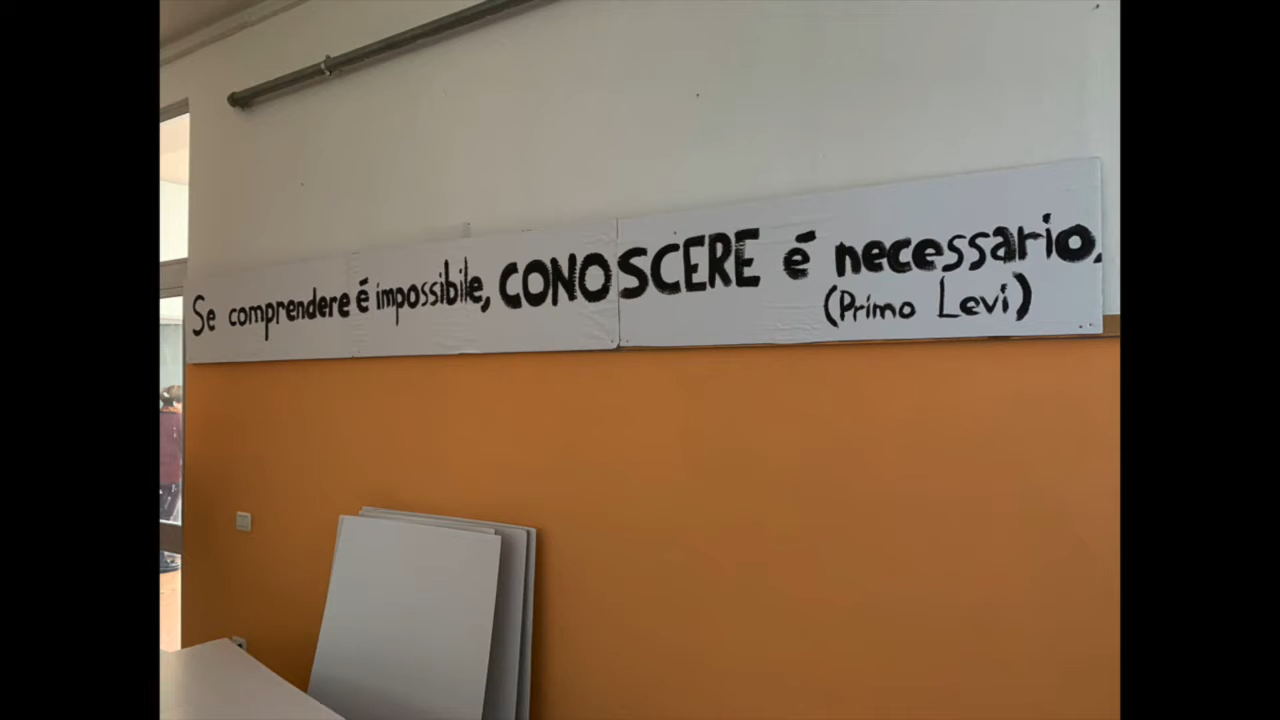 Se comprendere é impossibile, CONOSCERE é necessario.
(Primo Levi)